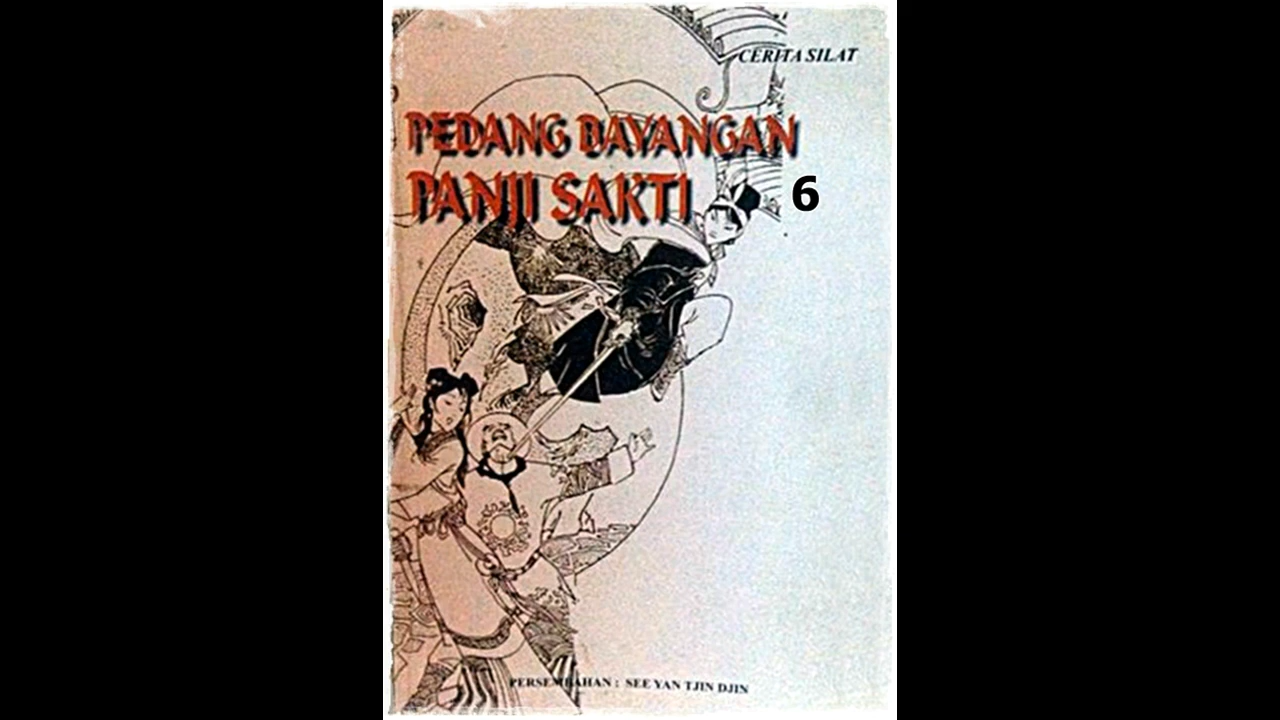 CERITA SILAT
PEDANG BAYANGAN
PANJI SAKTI
6
PERSEMBAHAN : SEE YAN TJIN DJIN